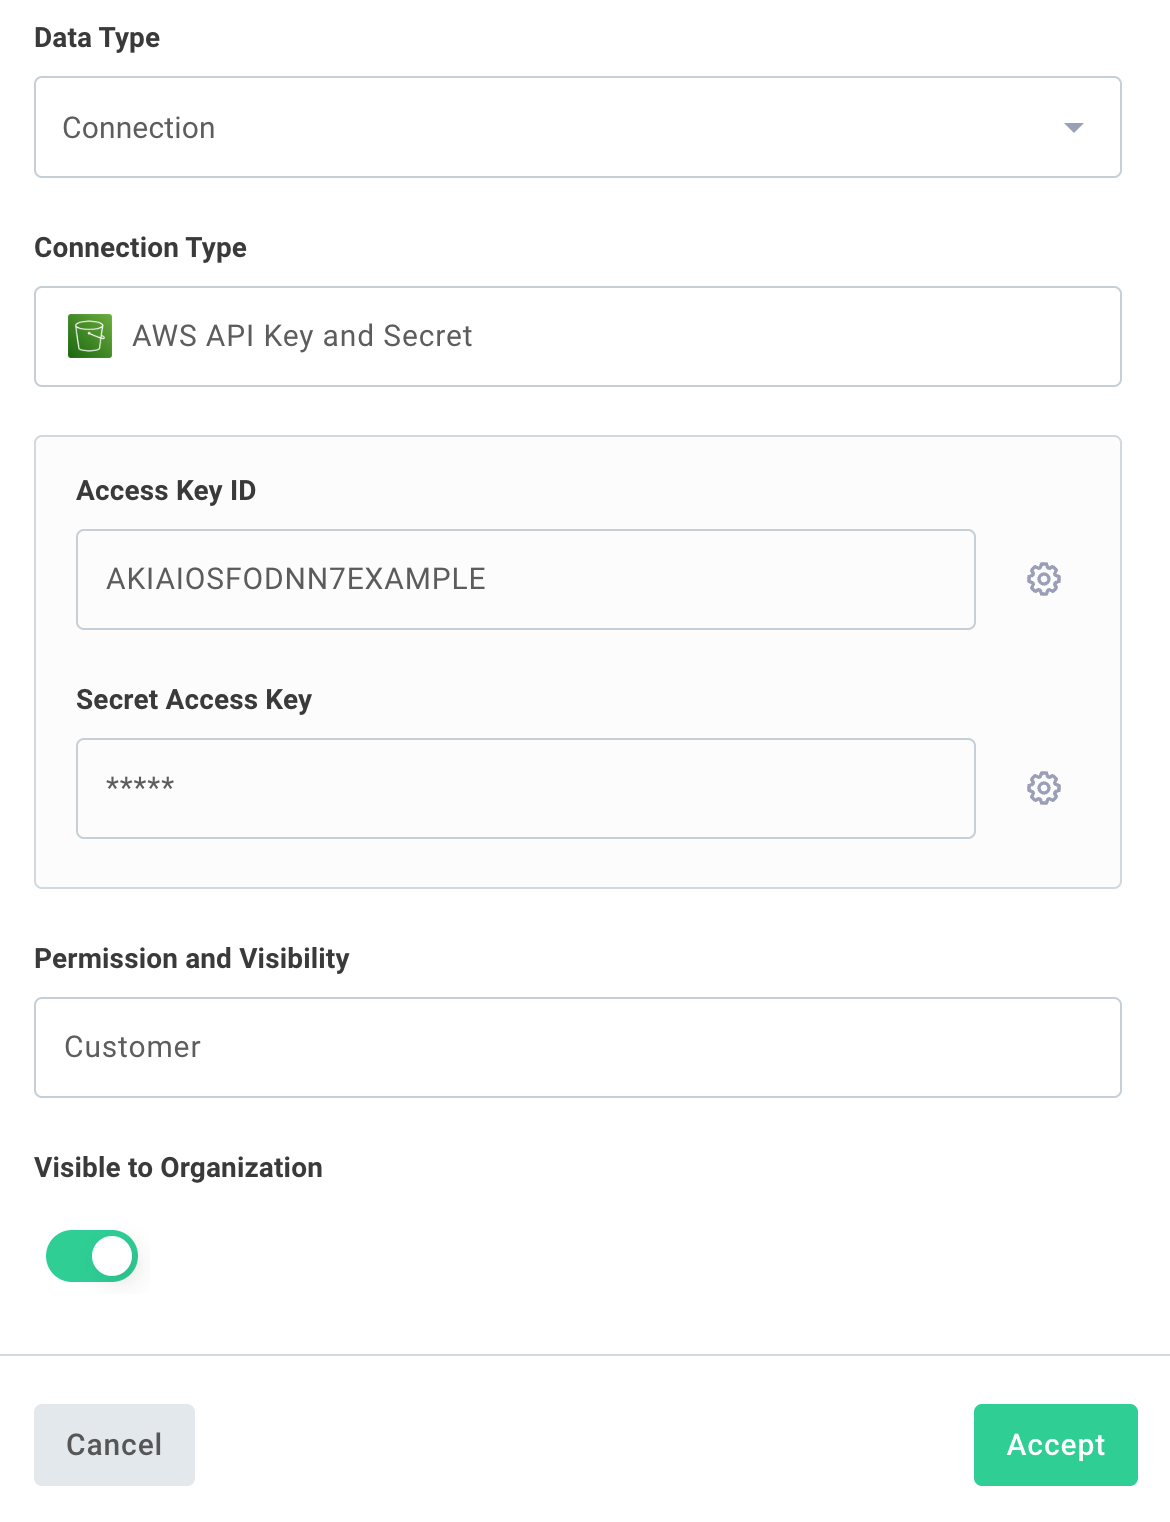 Data Type
Connection
Connection Type
AWS API Key and Secret
Access Key ID
AKIAIOSFODNN7EXAMPLE
Secret Access Key
*****
Permission and Visibility
Customer
Visible to Organization
Cancel
Accept